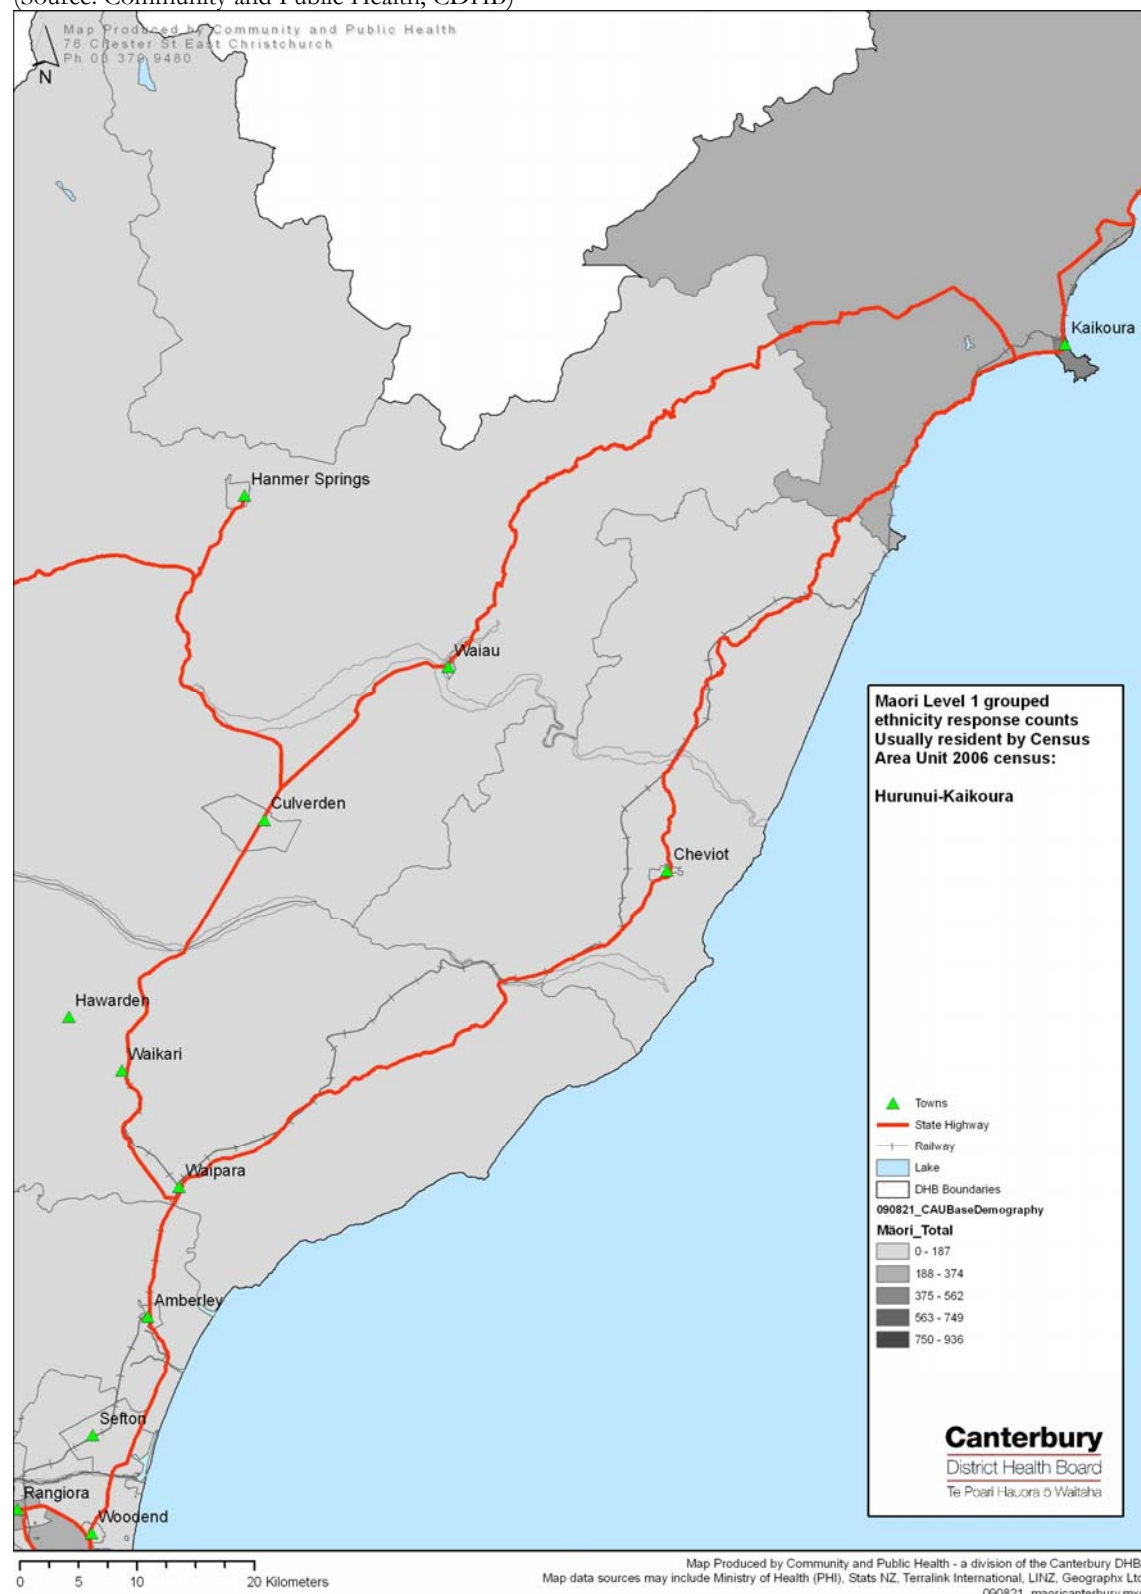 (Source: Community and Public Health, CDHB)
Map Produced by Community and Public Health
76 Chester St East Christchurch
Ph 03 379 9480
N
Kaikoura
Hanmer Springs
Waiau
Culverden
Cheviot
Hawarden
Waikari
Waipara
Amberley
Sefton
Rangiora
Woodend
Maori Level 1 grouped
ethnicity response counts
Usually resident by Census
Area Unit 2006 census:
Hurunui-Kaikoura
Towns
State Highway
Railway
Lake
DHB Boundaries
090821_CAUBaseDemography
Mäori_Total
0 - 187
188 - 374
375 - 562
563 - 749
750 - 936
Canterbury
District Health Board
Te Poari Hauora ō Waitaha
0 5 10 20 Kilometers
Map Produced by Community and Public Health - a division of the Canterbury DHB
Map data sources may include Ministry of Health (PHI), Stats NZ, Terralink International, LINZ, Geographx Ltd